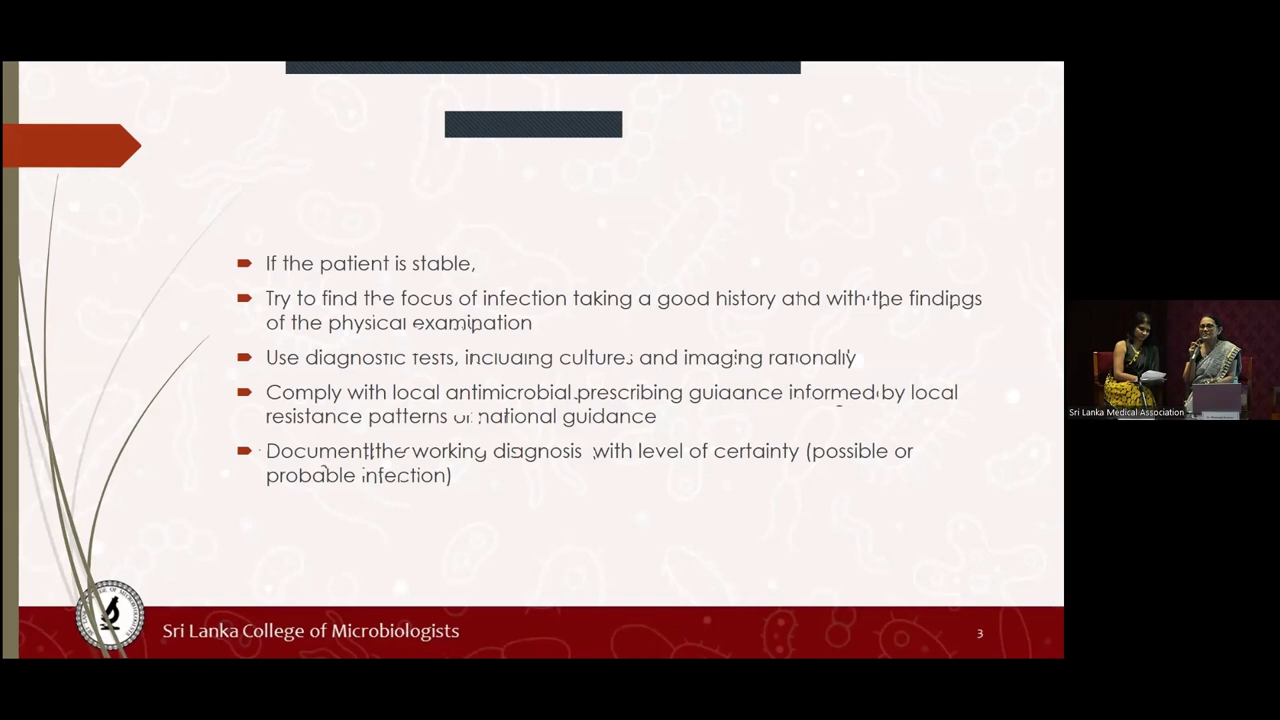 If the patient is stable,
Try to find the focus of infection taking a good history and with the findings
of the physical examination
Use diagnostic tests, including cultures and imaging rationally
Comply with local antimicrobial prescribing guidance informed by local
resistance patterns or national guidance
Document the working diagnosis with level of certainty (possible or
probable infection)
Sri Lanka College of Microbiologists
3
Sri Lanka Medical Association